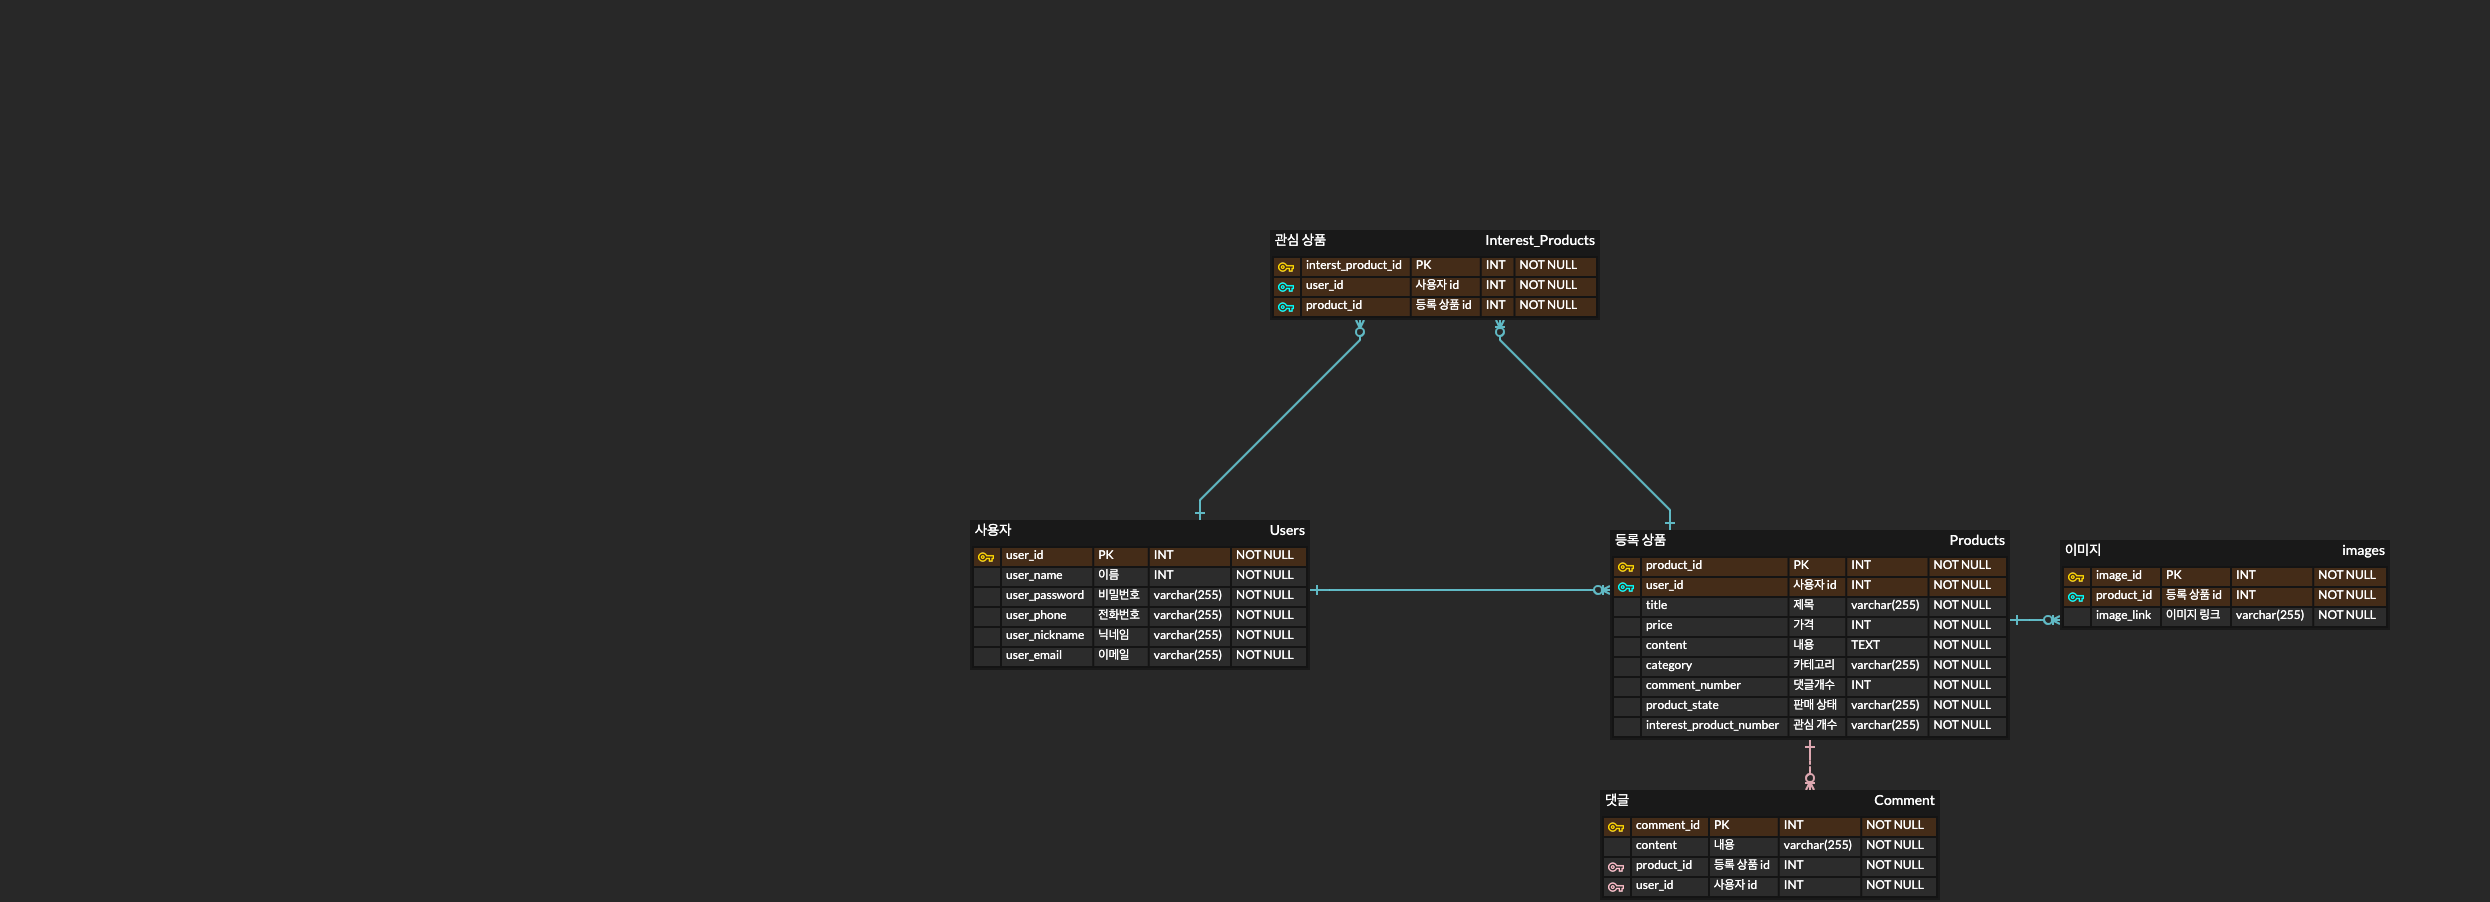 관심 상품 Interest_Products
interst_product_id PK INT NOT NULL
user_id 사용자 id INT NOT NULL
product_id 등록 상품 id INT NOT NULL
사용자 Users
user_id PK INT NOT NULL
user_name 이름 INT NOT NULL
user_password 비밀번호 varchar(255) NOT NULL
user_phone 전화번호 varchar(255) NOT NULL
user_nickname 닉네임 varchar(255) NOT NULL
user_email 이메일 varchar(255) NOT NULL
등록 상품 Products
product_id PK INT NOT NULL
user_id 사용자 id INT NOT NULL
title 제목 varchar(255) NOT NULL
price 가격 INT NOT NULL
content 내용 TEXT NOT NULL
category 카테고리 varchar(255) NOT NULL
comment_number 댓글개수 INT NOT NULL
product_state 판매 상태 varchar(255) NOT NULL
interest_product_number 관심 개수 varchar(255) NOT NULL
이미지 images
image_id PK INT NOT NULL
product_id 등록 상품 id INT NOT NULL
image_link 이미지 링크 varchar(255) NOT NULL
댓글 Comment
comment_id PK INT NOT NULL
content 내용 varchar(255) NOT NULL
product_id 등록 상품 id INT NOT NULL
user_id 사용자 id INT NOT NULL